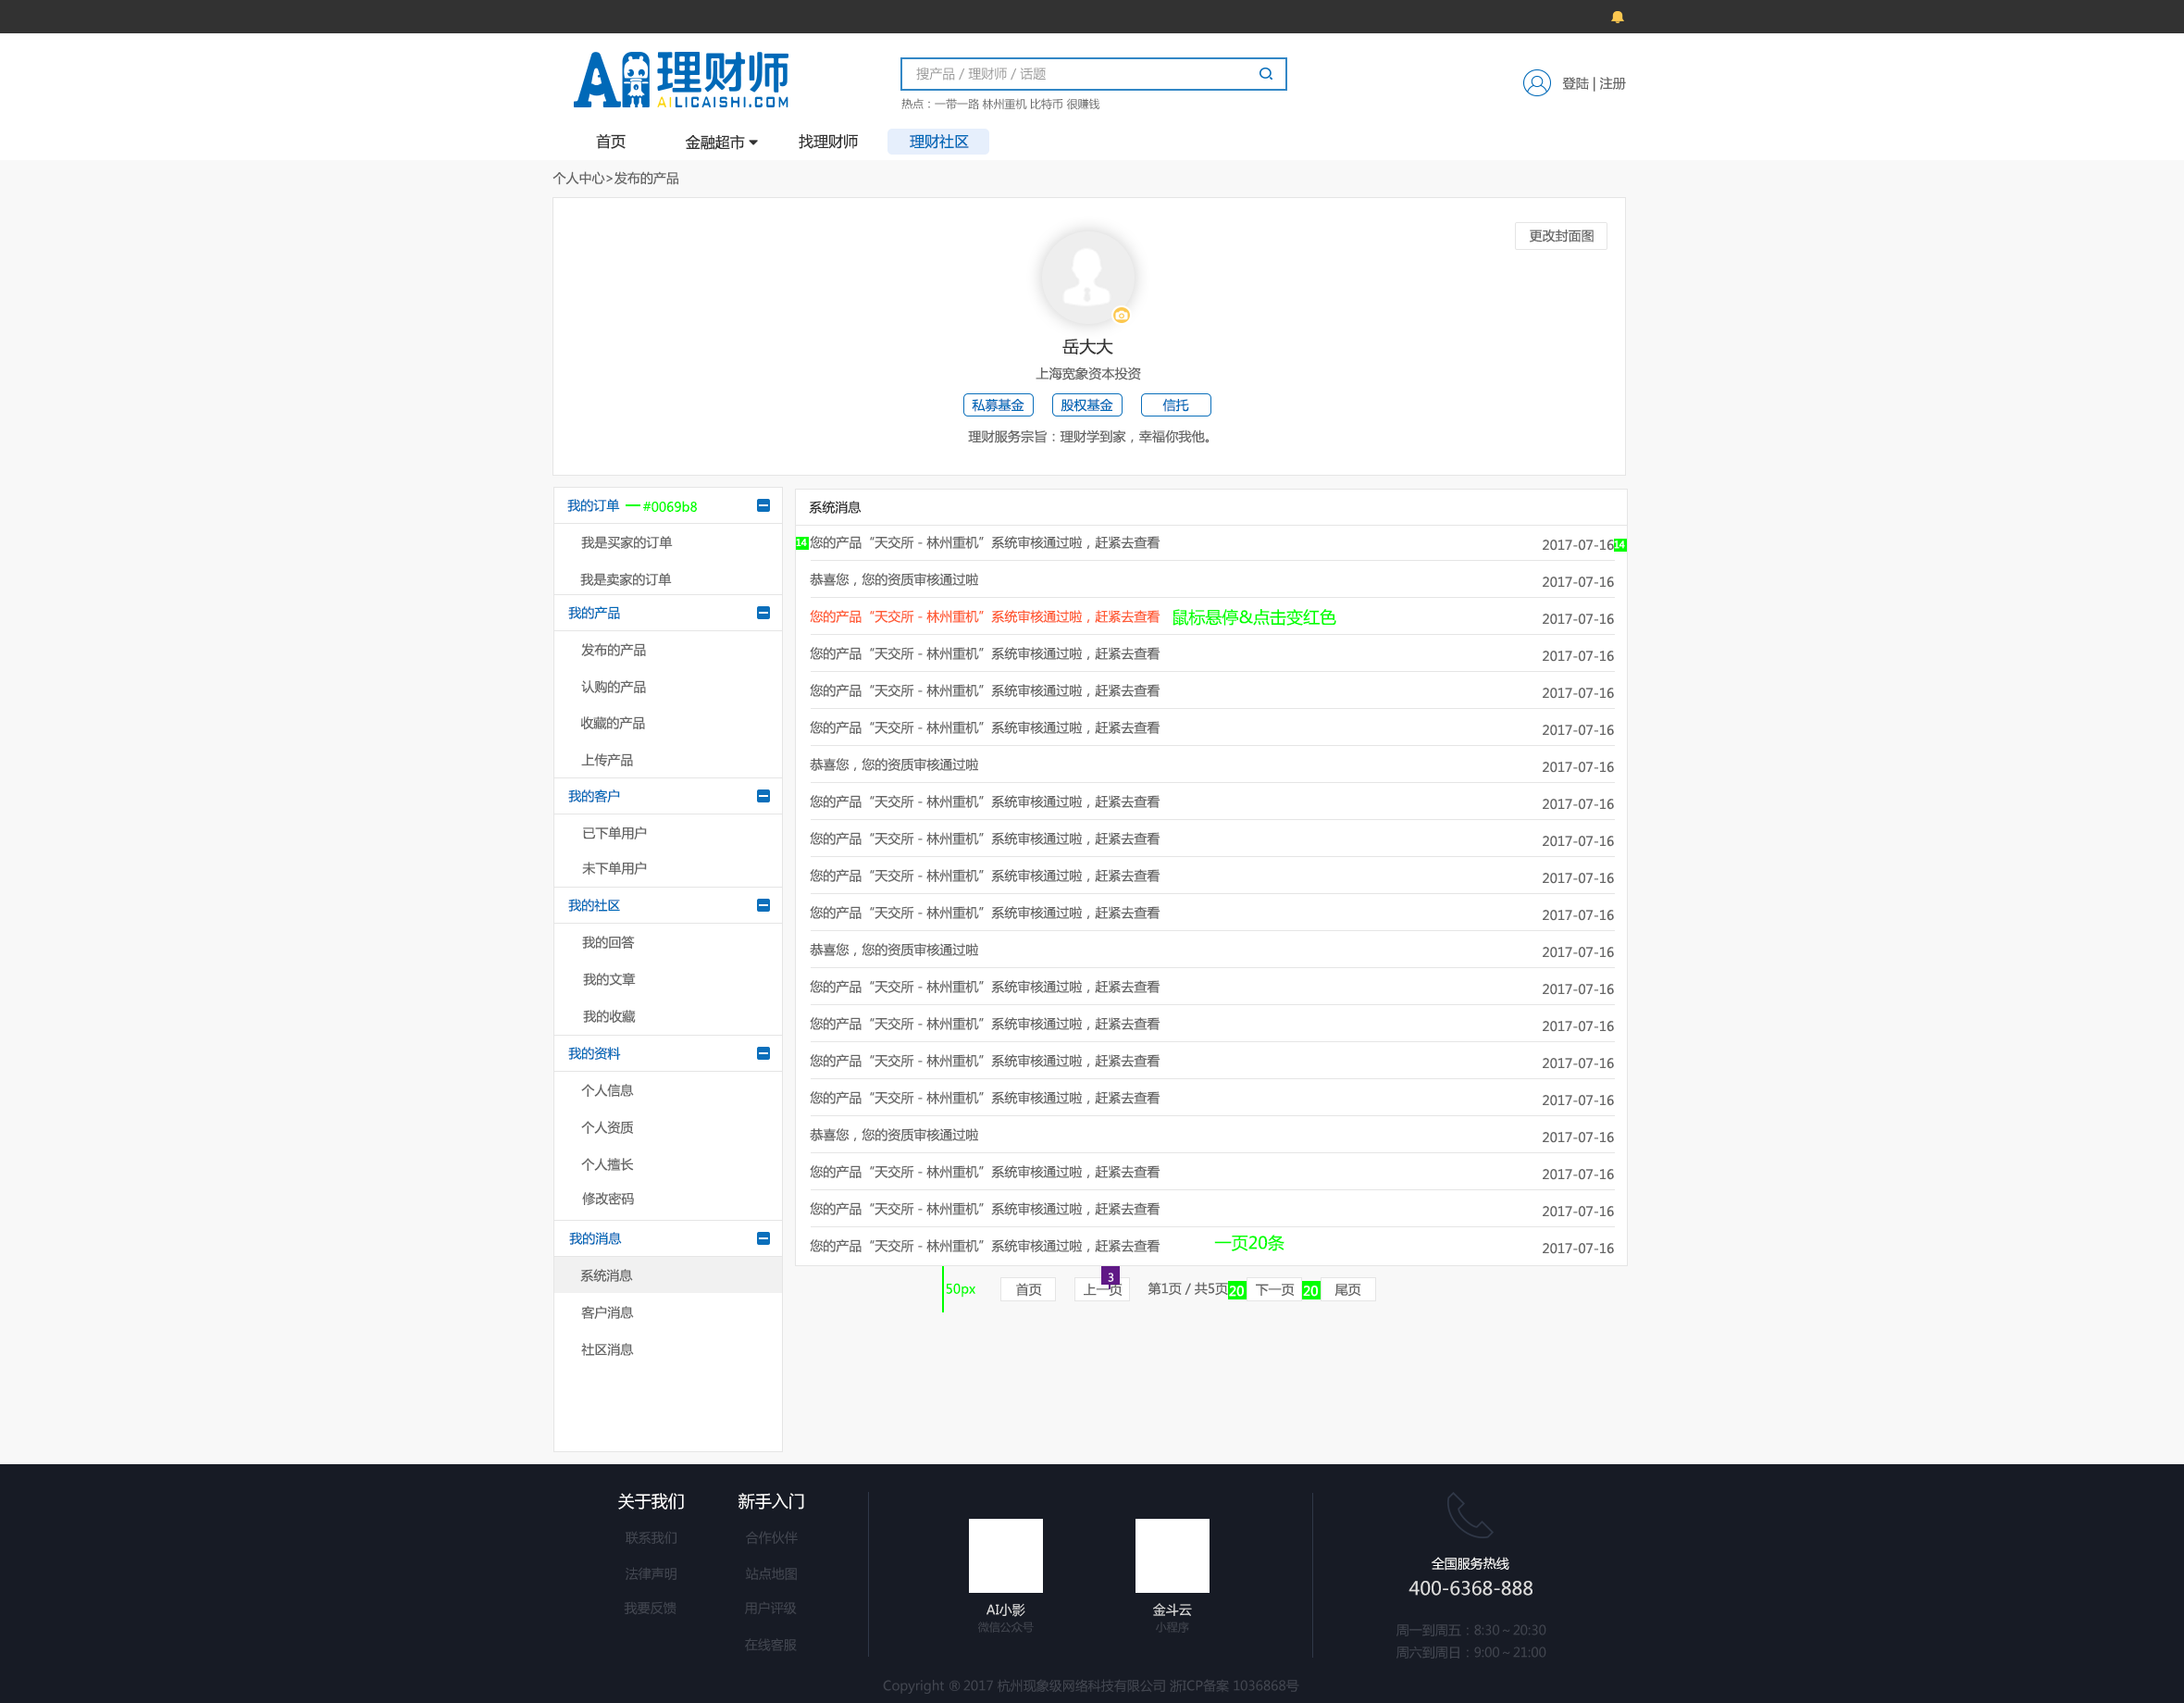 AI理财师
AILICAISHI.COM
搜产品 / 理财师 / 话题
热点：一带一路 林州重机 比特币 很赚钱
登陆 | 注册
首页 金融超市 找理财师 理财社区
个人中心>发布的产品
更改封面图
岳大大
上海宽象资本投资
私募基金 股权基金 信托
理财服务宗旨：理财学到家，幸福你我他。
我的订单 #0069b8
我是买家的订单
我是卖家的订单
我的产品
发布的产品
认购的产品
收藏的产品
上传产品
我的客户
已下单用户
未下单用户
我的社区
我的回答
我的文章
我的收藏
我的资料
个人信息
个人资质
个人擅长
修改密码
我的消息
系统消息
客户消息
社区消息
系统消息
14 您的产品“天交所 - 林州重机”系统审核通过啦，赶紧去查看 2017-07-16 14
恭喜您，您的资质审核通过啦 2017-07-16
您的产品“天交所 - 林州重机”系统审核通过啦，赶紧去查看 鼠标悬停&点击变红色 2017-07-16
您的产品“天交所 - 林州重机”系统审核通过啦，赶紧去查看 2017-07-16
您的产品“天交所 - 林州重机”系统审核通过啦，赶紧去查看 2017-07-16
您的产品“天交所 - 林州重机”系统审核通过啦，赶紧去查看 2017-07-16
恭喜您，您的资质审核通过啦 2017-07-16
您的产品“天交所 - 林州重机”系统审核通过啦，赶紧去查看 2017-07-16
您的产品“天交所 - 林州重机”系统审核通过啦，赶紧去查看 2017-07-16
您的产品“天交所 - 林州重机”系统审核通过啦，赶紧去查看 2017-07-16
您的产品“天交所 - 林州重机”系统审核通过啦，赶紧去查看 2017-07-16
恭喜您，您的资质审核通过啦 2017-07-16
您的产品“天交所 - 林州重机”系统审核通过啦，赶紧去查看 2017-07-16
您的产品“天交所 - 林州重机”系统审核通过啦，赶紧去查看 2017-07-16
您的产品“天交所 - 林州重机”系统审核通过啦，赶紧去查看 2017-07-16
您的产品“天交所 - 林州重机”系统审核通过啦，赶紧去查看 2017-07-16
恭喜您，您的资质审核通过啦 2017-07-16
您的产品“天交所 - 林州重机”系统审核通过啦，赶紧去查看 2017-07-16
您的产品“天交所 - 林州重机”系统审核通过啦，赶紧去查看 2017-07-16
您的产品“天交所 - 林州重机”系统审核通过啦，赶紧去查看 一页20条 2017-07-16
3
50px 首页 上一页 第1页 / 共5页 20 下一页 20 尾页
关于我们
联系我们
法律声明
我要反馈
新手入门
合作伙伴
站点地图
用户评级
在线客服
AI小影
微信公众号
金斗云
小程序
全国服务热线
400-6368-888
周一到周五：8:30 ~ 20:30
周六到周日：9:00 ~ 21:00
Copyright ® 2017 杭州现象级网络科技有限公司 浙ICP备案 1036868号